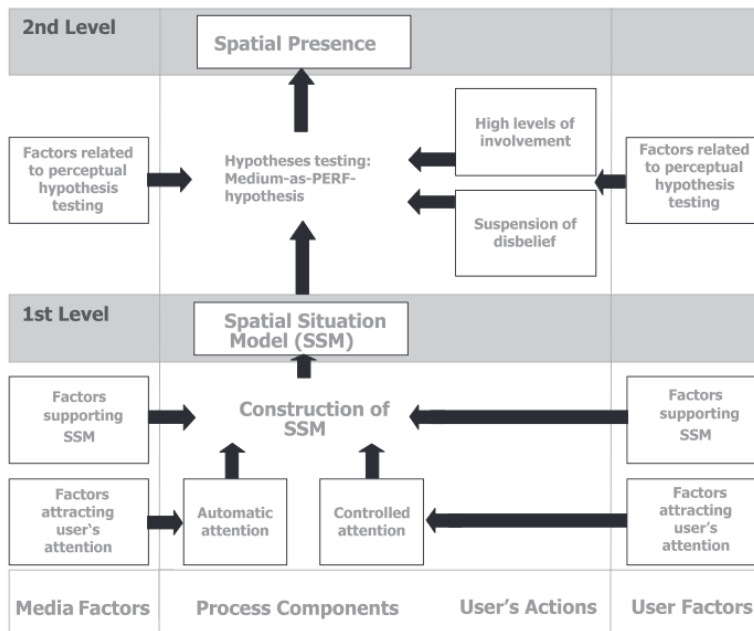 2nd Level
Spatial Presence
Factors related
to perceptual
hypothesis
testing
Hypotheses testing:
Medium-as-PERF-
hypothesis
High levels of
involvement
Suspension of
disbelief
Factors related
to perceptual
hypothesis
testing
1st Level
Spatial Situation
Model (SSM)
Factors
supporting
SSM
Construction of
SSM
Factors
supporting
SSM
Factors
attracting
user‘s
attention
Automatic
attention
Controlled
attention
Factors
attracting
user’s
attention
Media Factors
Process Components
User’s Actions
User Factors